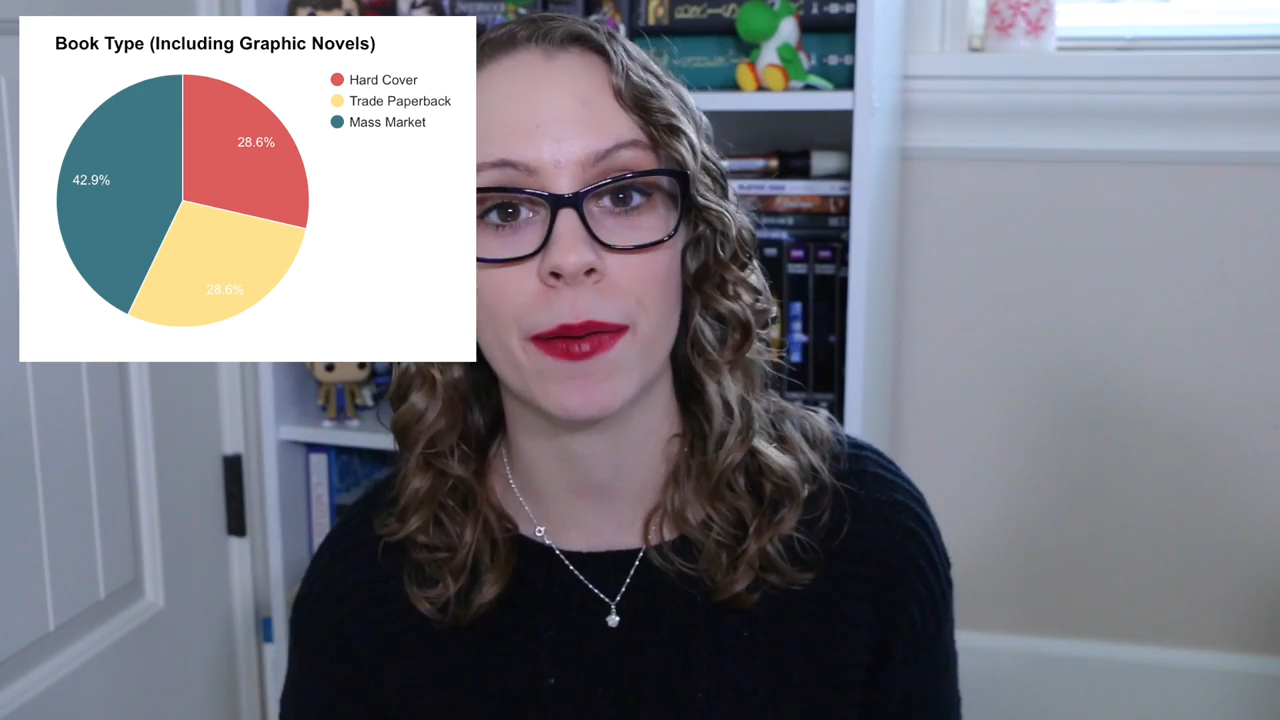 Book Type (Including Graphic Novels)
Hard Cover
Trade Paperback
Mass Market
28.6%
42.9%
28.6%